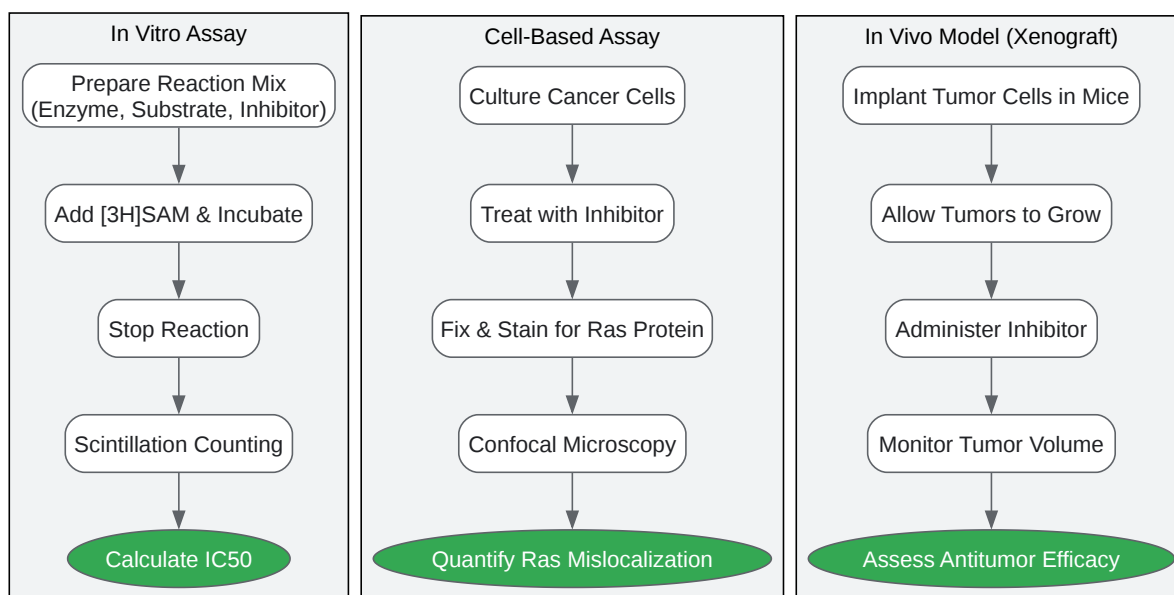 In Vitro Assay
Prepare Reaction Mix
(Enzyme, Substrate, Inhibitor)
Add [3H]SAM & Incubate
Stop Reaction
Scintillation Counting
Calculate IC50
Cell-Based Assay
Culture Cancer Cells
Treat with Inhibitor
Fix & Stain for Ras Protein
Confocal Microscopy
Quantify Ras Mislocalization
In Vivo Model (Xenograft)
Implant Tumor Cells in Mice
Allow Tumors to Grow
Administer Inhibitor
Monitor Tumor Volume
Assess Antitumor Efficacy